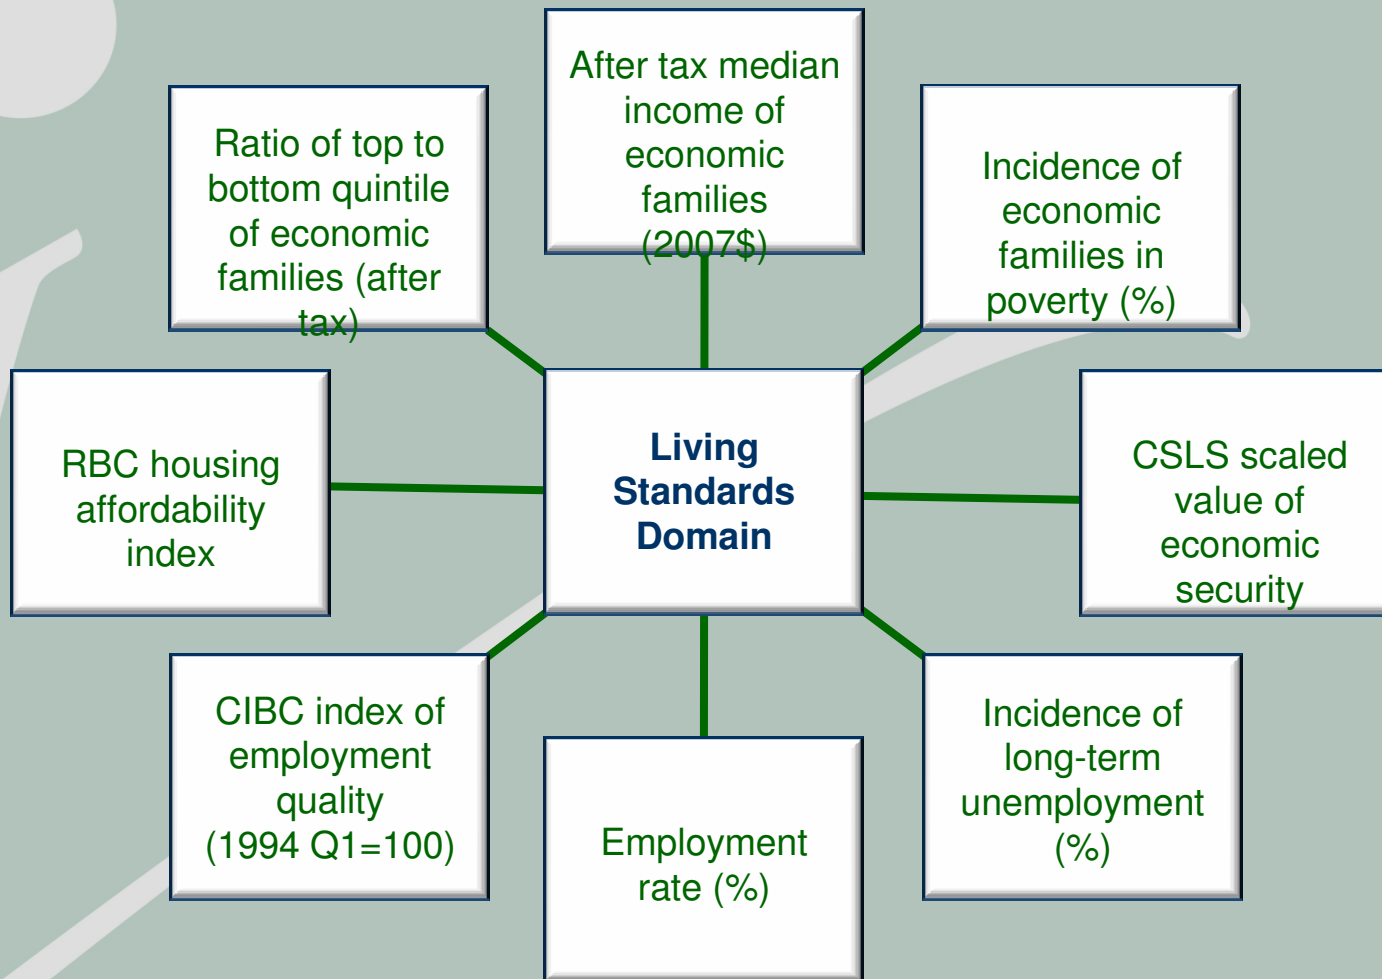 After tax median
income of
economic
families
(2007$)
Ratio of top to
bottom quintile
of economic
families (after
tax)
Incidence of
economic
families in
poverty (%)
RBC housing
affordability
index
Living
Standards
Domain
CSLS scaled
value of
economic
security
CIBC index of
employment
quality
(1994 Q1=100)
Employment
rate (%)
Incidence of
long-term
unemployment
(%)